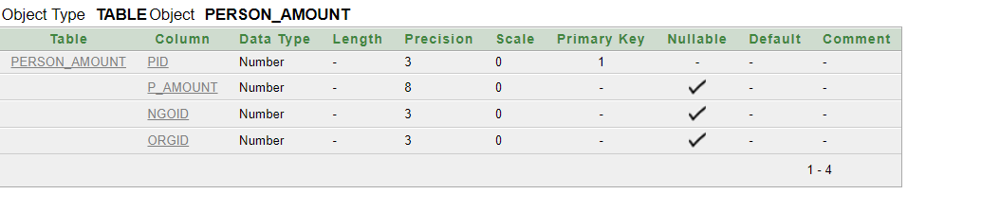 Object Type TABLE Object PERSON_AMOUNT
Table Column Data Type Length Precision Scale Primary Key Nullable Default Comment
PERSON_AMOUNT PID Number - 3 0 1 - - -
P_AMOUNT Number - 8 0 - ✓ - -
NGOID Number - 3 0 - ✓ - -
ORGID Number - 3 0 - ✓ - -
1 - 4